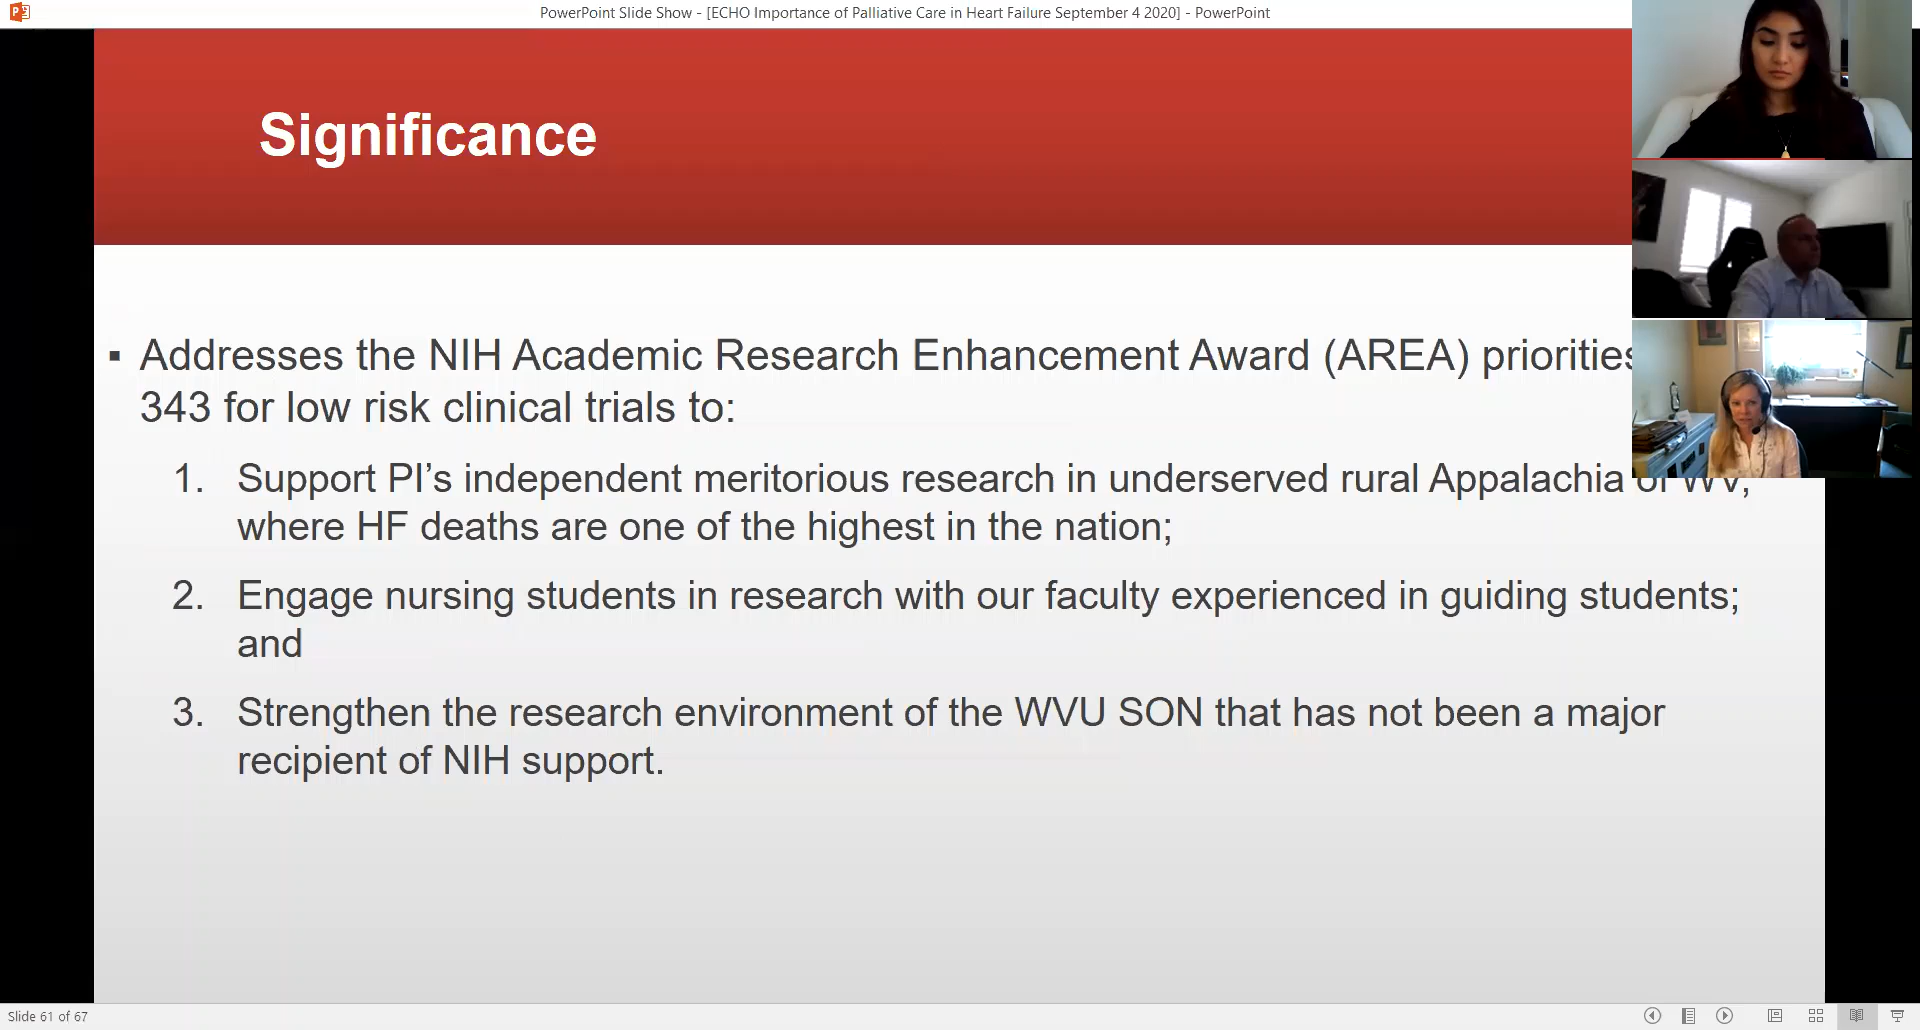 PowerPoint Slide Show - [ECHO Importance of Palliative Care in Heart Failure September 4 2020] - PowerPoint
Significance
▪ Addresses the NIH Academic Research Enhancement Award (AREA) priorities
343 for low risk clinical trials to:
1. Support PI’s independent meritorious research in underserved rural Appalachia of WV,
where HF deaths are one of the highest in the nation;
2. Engage nursing students in research with our faculty experienced in guiding students;
and
3. Strengthen the research environment of the WVU SON that has not been a major
recipient of NIH support.
Slide 61 of 67